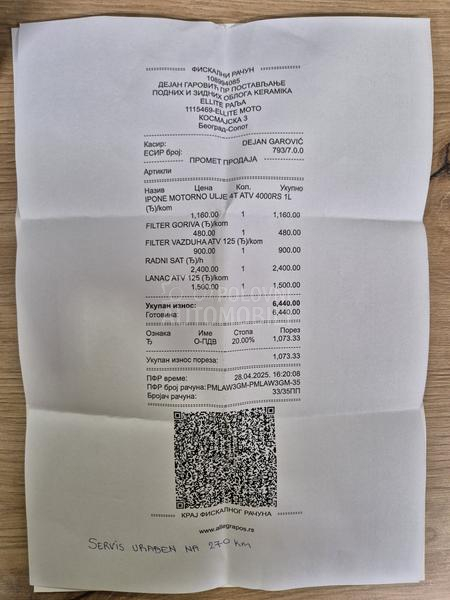 ФИСКАЛНИ РАЧУН
108994085
ДЕЈАН ГАРОВИЋ ПР ПОСТАВЉАЊЕ
ПОДНИХ И ЗИДНИХ ОБЛОГА KERAMIKA
ELLITE РАЉА
1115469-ELLITE MOTO
КОСМАЈСКА 3
Београд-Сопот
Касир: DEJAN GAROVIĆ
ЕСИР број: 793/7.0.0
ПРОМЕТ ПРОДАЈА
Артикли
Назив Цена Кол. Укупно
IPONE MOTORNO ULJE 4T ATV 4000RS 1L
(Ђ)/kom
1,160.00 1 1,160.00
FILTER GORIVA (Ђ)/kom
480.00 1 480.00
FILTER VAZDUHA ATV 125 (Ђ)/kom
900.00 1 900.00
RADNI SAT (Ђ)/h
2,400.00 1 2,400.00
LANAC ATV 125 (Ђ)/kom
1,500.00 1 1,500.00
Укупан износ: 6,440.00
Готовина: 6,440.00
Ознака Име Стопа Порез
Ђ О-ПДВ 20.00% 1,073.33
Укупан износ пореза: 1,073.33
ПФР време: 28.04.2025, 16:20:08
ПФР број рачуна: PMLAW3GM-PMLAW3GM-35
Бројач рачуна: 33/35ПП
КРАЈ ФИСКАЛНОГ РАЧУНА
www.allegrapos.rs
SERVIS URAĐEN NA 270 KM